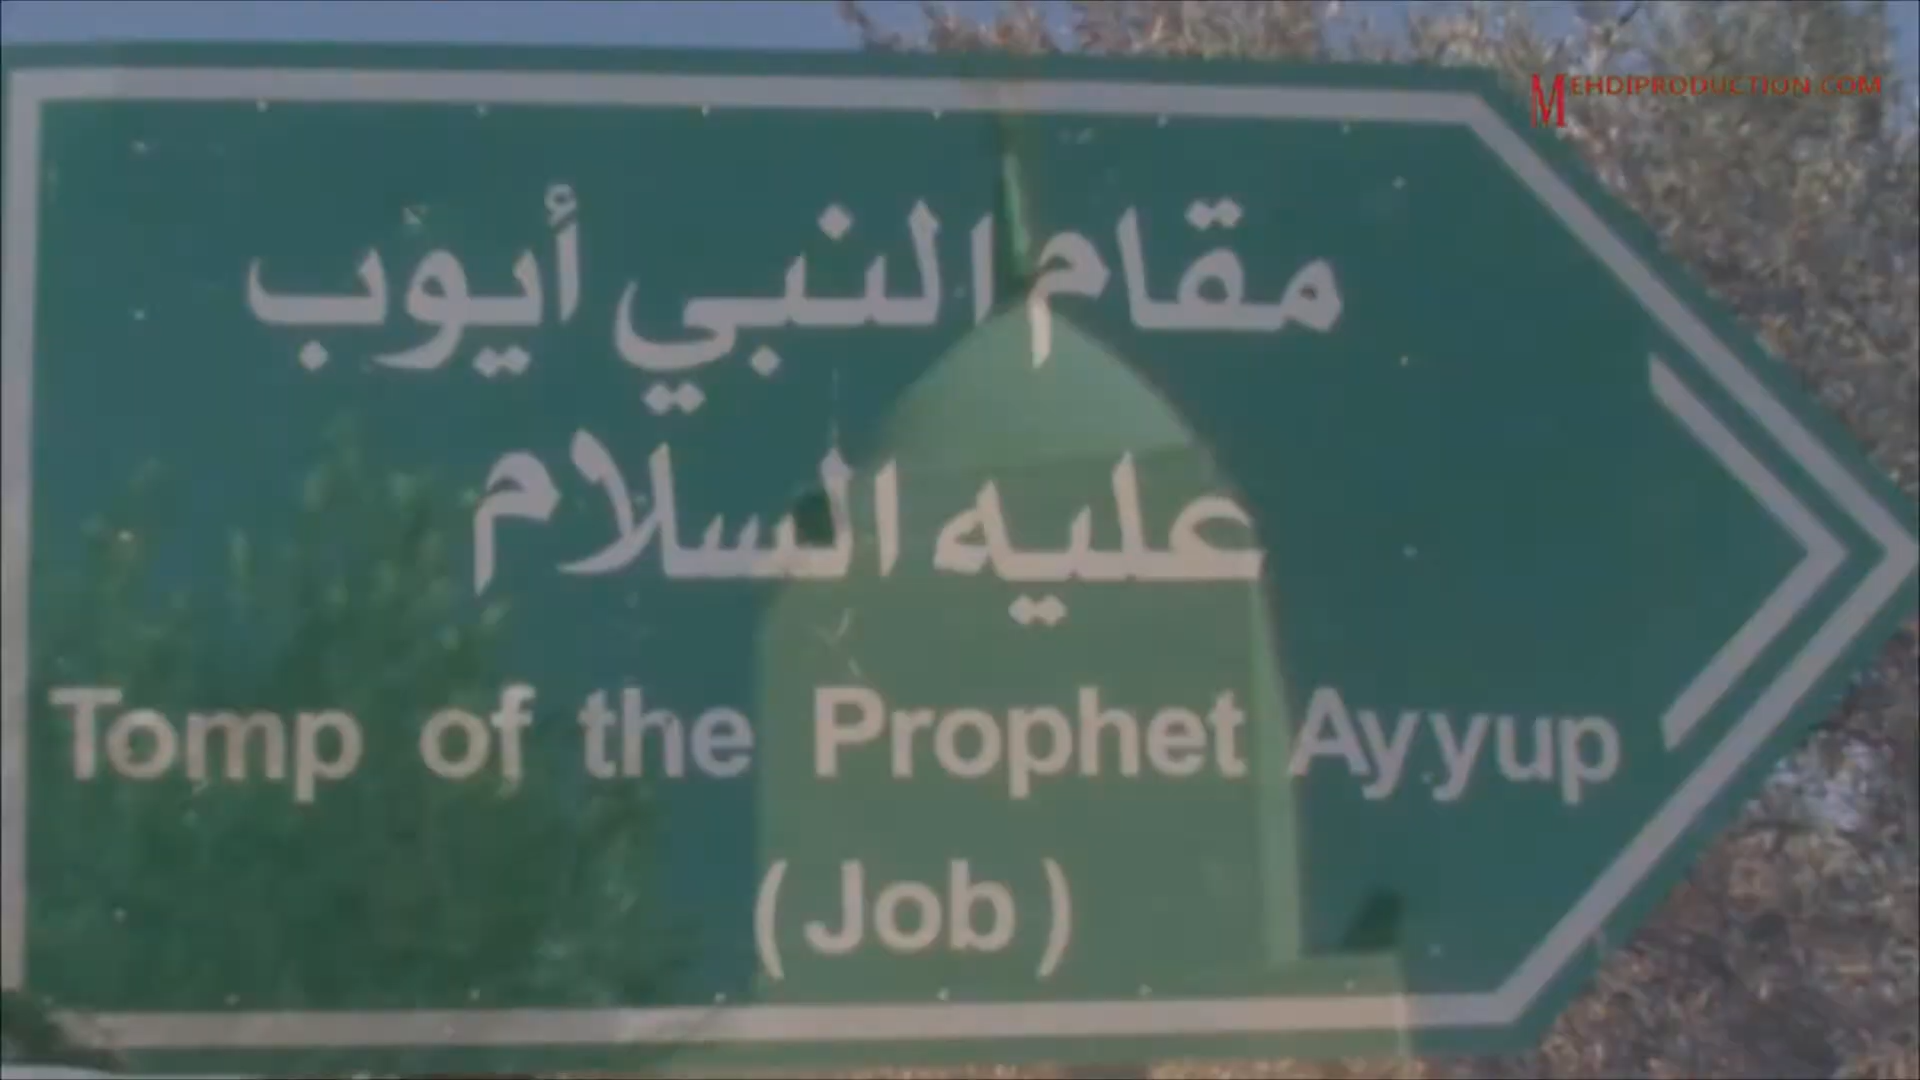 MEHDIPRODUCTION.COM
مقام النبي أيوب
عليه السلام
Tomp of the Prophet Ayyup
(Job)